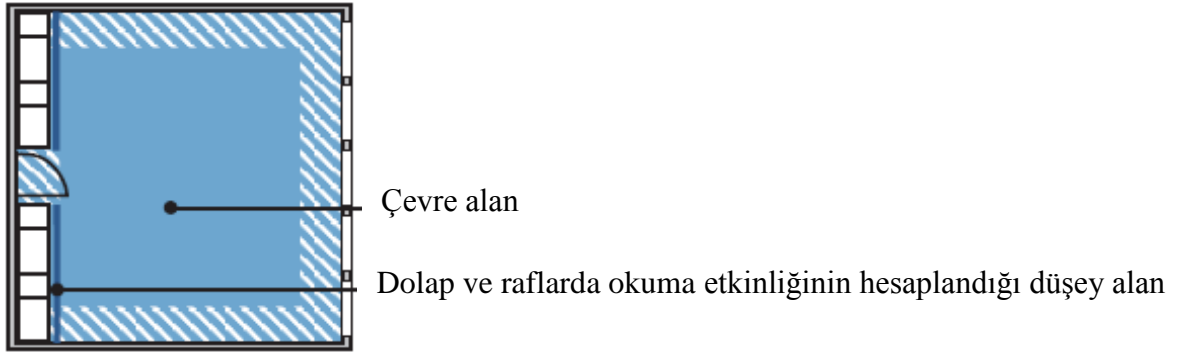 Çevre alan
Dolap ve raflarda okuma etkinliğinin hesaplandığı düşey alan